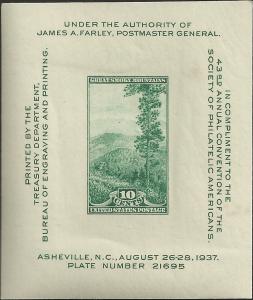 UNDER THE AUTHORITY OF
JAMES A. FARLEY, POSTMASTER GENERAL.
PRINTED BY THE
TREASURY DEPARTMENT,
BUREAU OF ENGRAVING AND PRINTING.
GREAT SMOKY MOUNTAINS
10
CENTS
UNITED STATES POSTAGE
IN COMPLIMENT TO THE
43RD ANNUAL CONVENTION OF THE
SOCIETY OF PHILATELIC AMERICANS.
ASHEVILLE, N.C., AUGUST 26-28, 1937.
PLATE NUMBER 21695